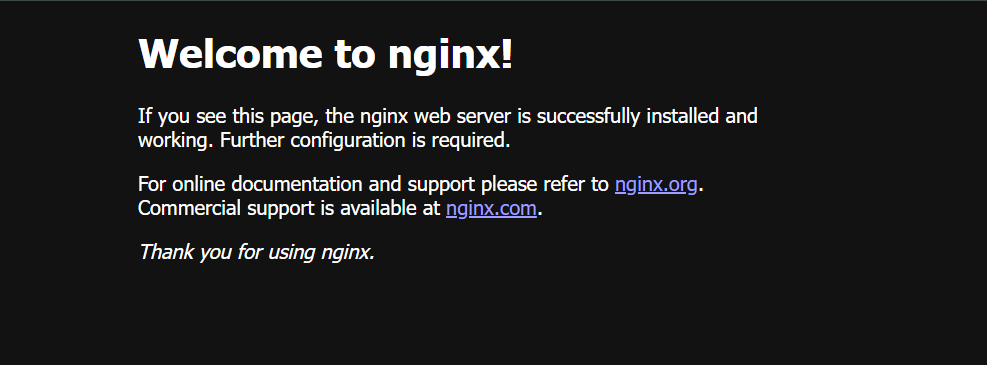 Welcome to nginx!
If you see this page, the nginx web server is successfully installed and
working. Further configuration is required.
For online documentation and support please refer to nginx.org.
Commercial support is available at nginx.com.
Thank you for using nginx.